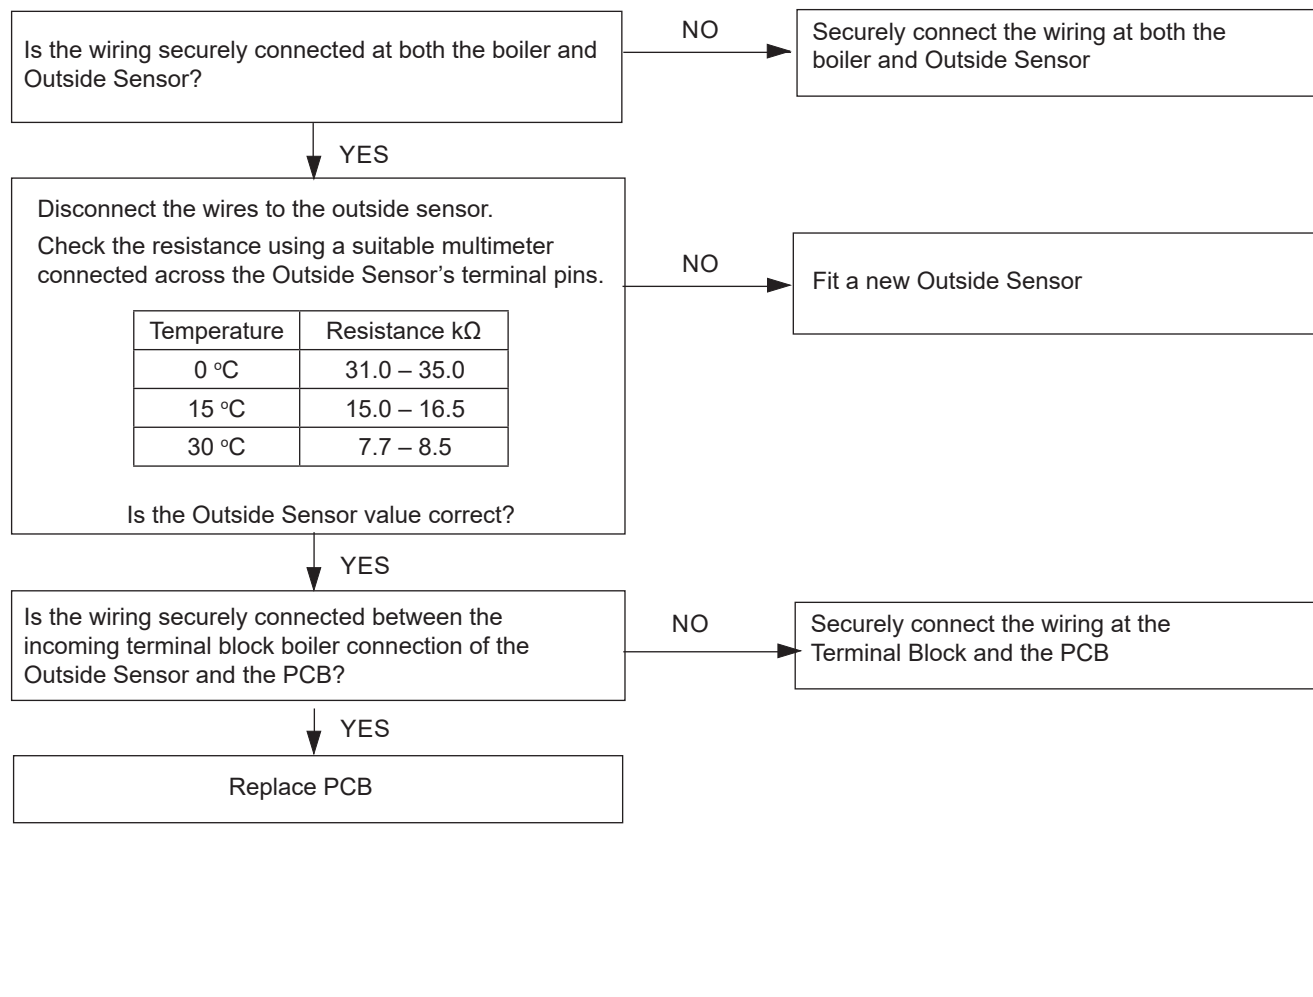 Is the wiring securely connected at both the boiler and
Outside Sensor?
NO
Securely connect the wiring at both the
boiler and Outside Sensor
YES
Disconnect the wires to the outside sensor.
Check the resistance using a suitable multimeter
connected across the Outside Sensor’s terminal pins.
Temperature Resistance kΩ
0 ºC 31.0 – 35.0
15 ºC 15.0 – 16.5
30 ºC 7.7 – 8.5
Is the Outside Sensor value correct?
NO
Fit a new Outside Sensor
YES
Is the wiring securely connected between the
incoming terminal block boiler connection of the
Outside Sensor and the PCB?
NO
Securely connect the wiring at the
Terminal Block and the PCB
YES
Replace PCB